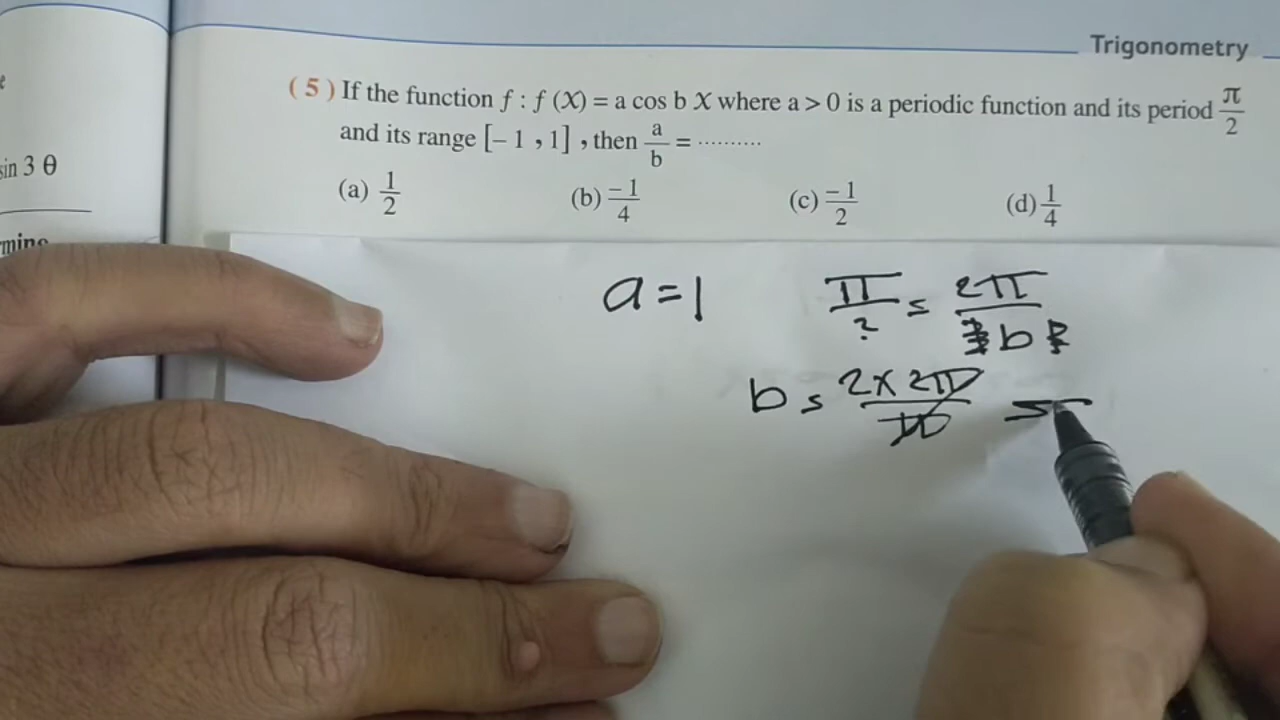 Trigonometry
( 5 ) If the function f : f (X) = a cos b X where a > 0 is a periodic function and its period π/2
and its range [– 1 , 1] , then a/b = ..........
sin 3 θ
(a) 1/2 (b) –1/4 (c) –1/2 (d) 1/4
a = 1 π/2 = 2π/b
b = 2 × 2π/π =